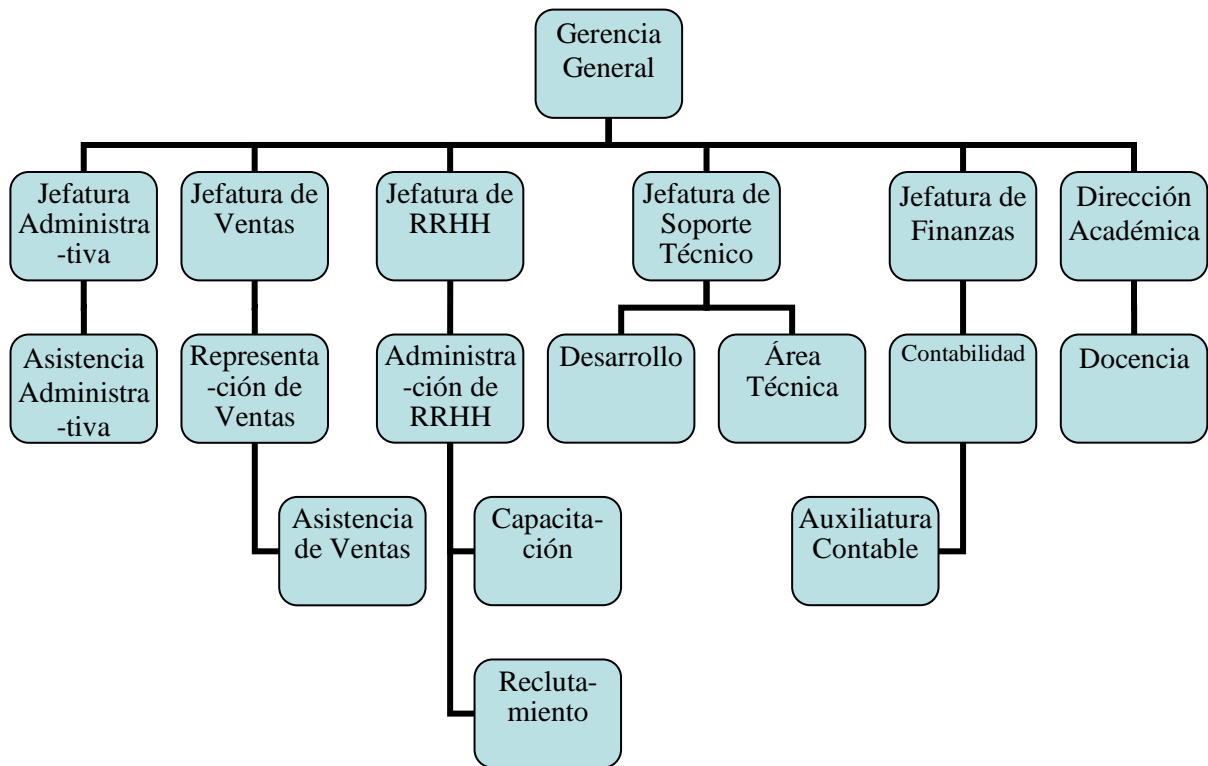 Gerencia
General
Jefatura
Administra
-tiva
Jefatura de
Ventas
Jefatura de
RRHH
Jefatura de
Soporte
Técnico
Jefatura de
Finanzas
Dirección
Académica
Asistencia
Administra
-tiva
Representa
-ción de
Ventas
Administra
-ción de
RRHH
Desarrollo
Área
Técnica
Contabilidad
Docencia
Asistencia
de Ventas
Capacita-
ción
Auxiliatura
Contable
Recluta-
miento